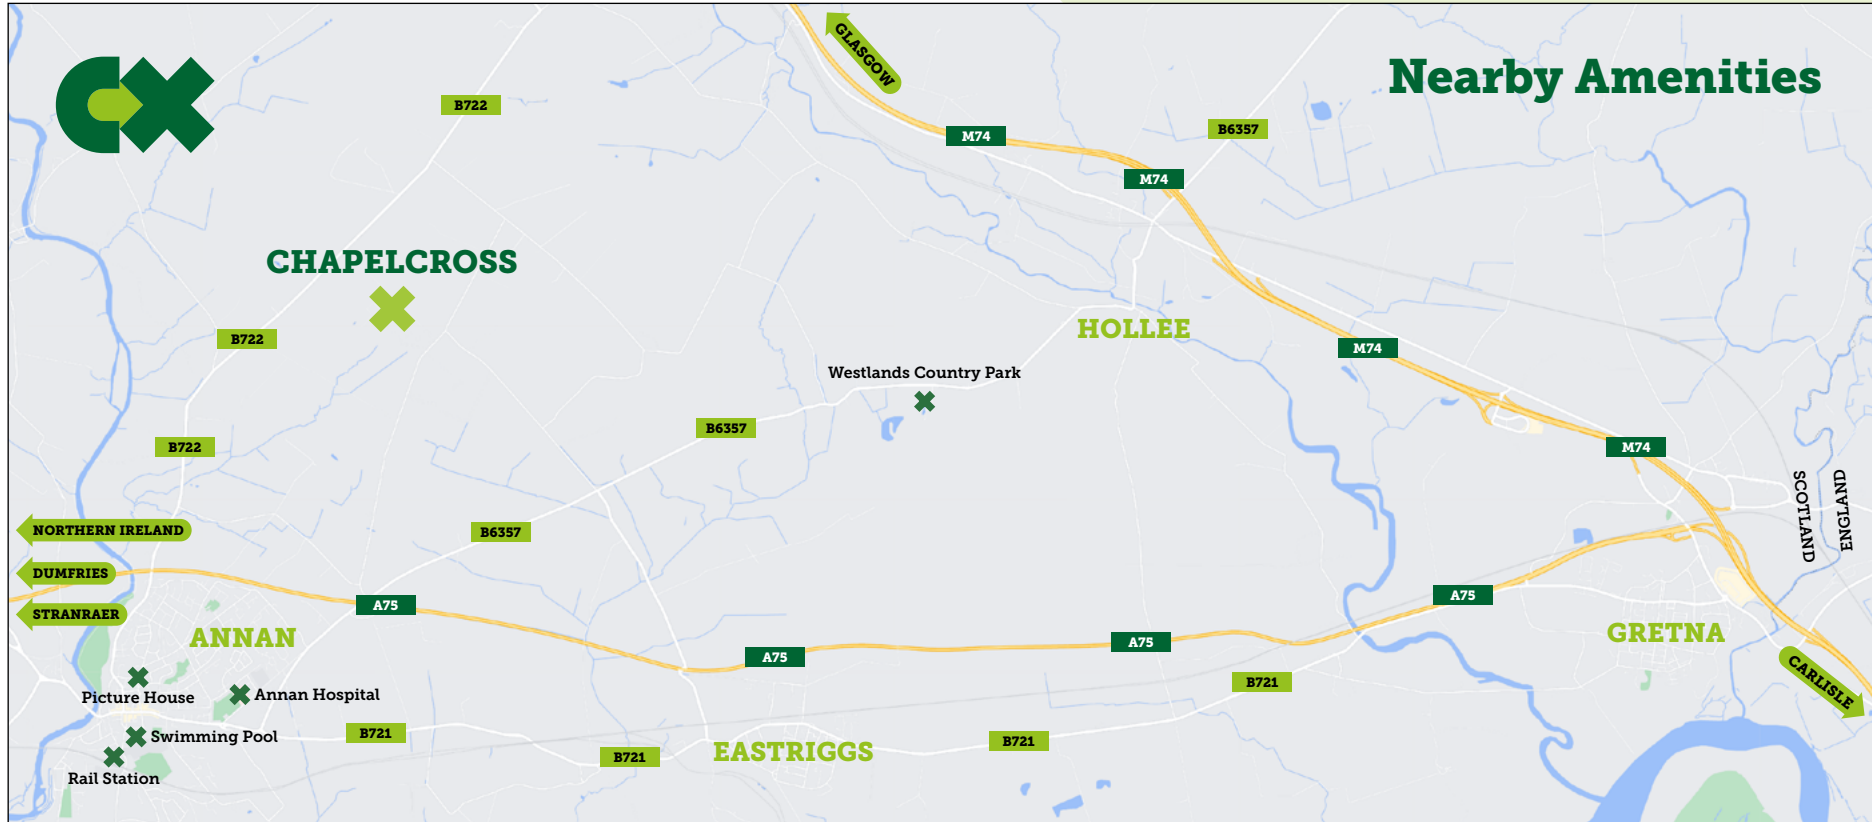 GLASGOW
Nearby Amenities
CX
B722
B6357
M74
M74
CHAPELCROSS
B722
HOLLEE
M74
Westlands Country Park
B6357
B722
M74
SCOTLAND
ENGLAND
NORTHERN IRELAND
B6357
DUMFRIES
A75
A75
STRANRAER
ANNAN
GRETNA
A75
A75
CARLISLE
B721
Picture House
Annan Hospital
B721
Swimming Pool
B721
EASTRIGGS
B721
Rail Station